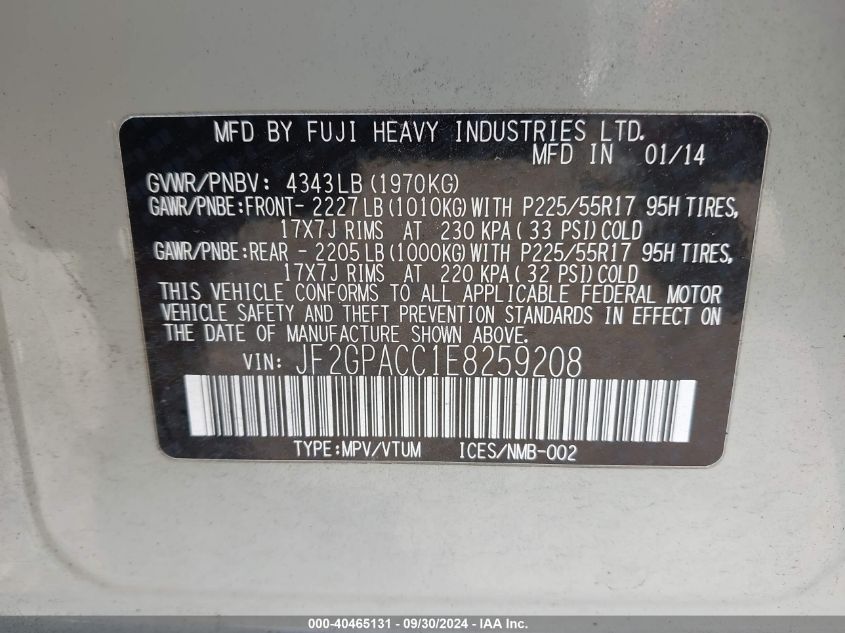 MFD BY FUJI HEAVY INDUSTRIES LTD.
MFD IN 01/14
GVWR/PNBV: 4343LB (1970KG)
GAWR/PNBE:FRONT- 2227LB (1010KG) WITH P225/55R17 95H TIRES,
17X7J RIMS AT 230 KPA ( 33 PSI) COLD
GAWR/PNBE:REAR - 2205LB (1000KG) WITH P225/55R17 95H TIRES,
17X7J RIMS AT 220 KPA ( 32 PSI) COLD
THIS VEHICLE CONFORMS TO ALL APPLICABLE FEDERAL MOTOR
VEHICLE SAFETY AND THEFT PREVENTION STANDARDS IN EFFECT ON
THE DATE OF MANUFACTURE SHOWN ABOVE.
VIN: JF2GPACC1E8259208
TYPE:MPV/VTUM ICES/NMB-002
000-40465131 - 09/30/2024 - IAA Inc.